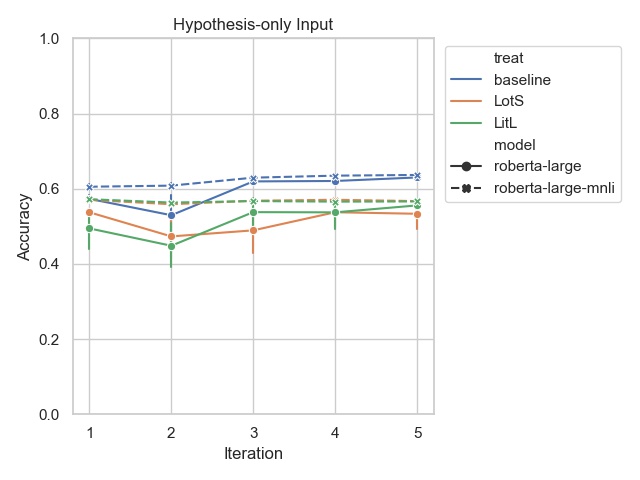 Hypothesis-only Input
1.0
0.8
0.6
0.4
0.2
0.0
Accuracy
1 2 3 4 5
Iteration
treat
baseline
LotS
LitL
model
roberta-large
roberta-large-mnli